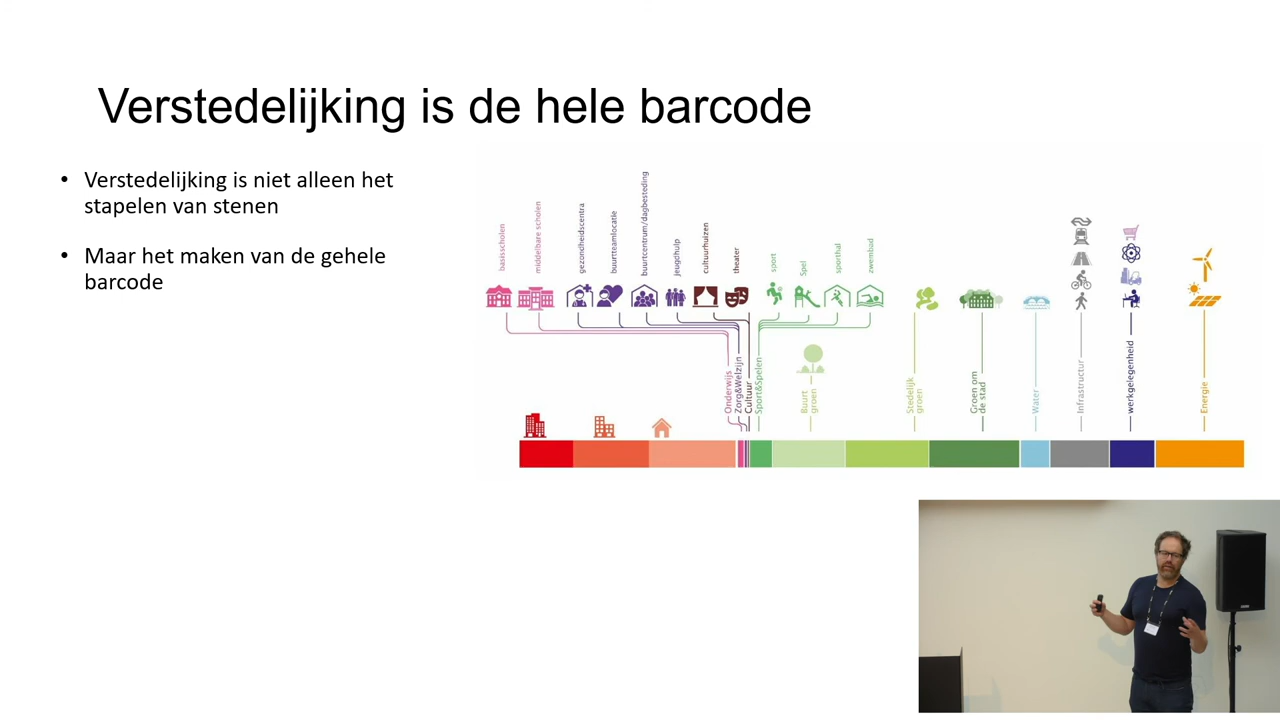 Verstedelijking is de hele barcode
• Verstedelijking is niet alleen het
stapelen van stenen
• Maar het maken van de gehele
barcode
basisscholen
middelbare scholen
gezondheidscentra
buurtteamlocatie
buurtcentrum/dagbesteding
jeugdhulp
cultuurhuizen
theater
sport
Spel
sporthal
zwembad
Onderwijs
Zorg&Welzijn
Cultuur
Sport&Spelen
Buurt
groen
Stedelijk
groen
Groen om
de stad
Water
Infrastructuur
werkgelegenheid
Energie